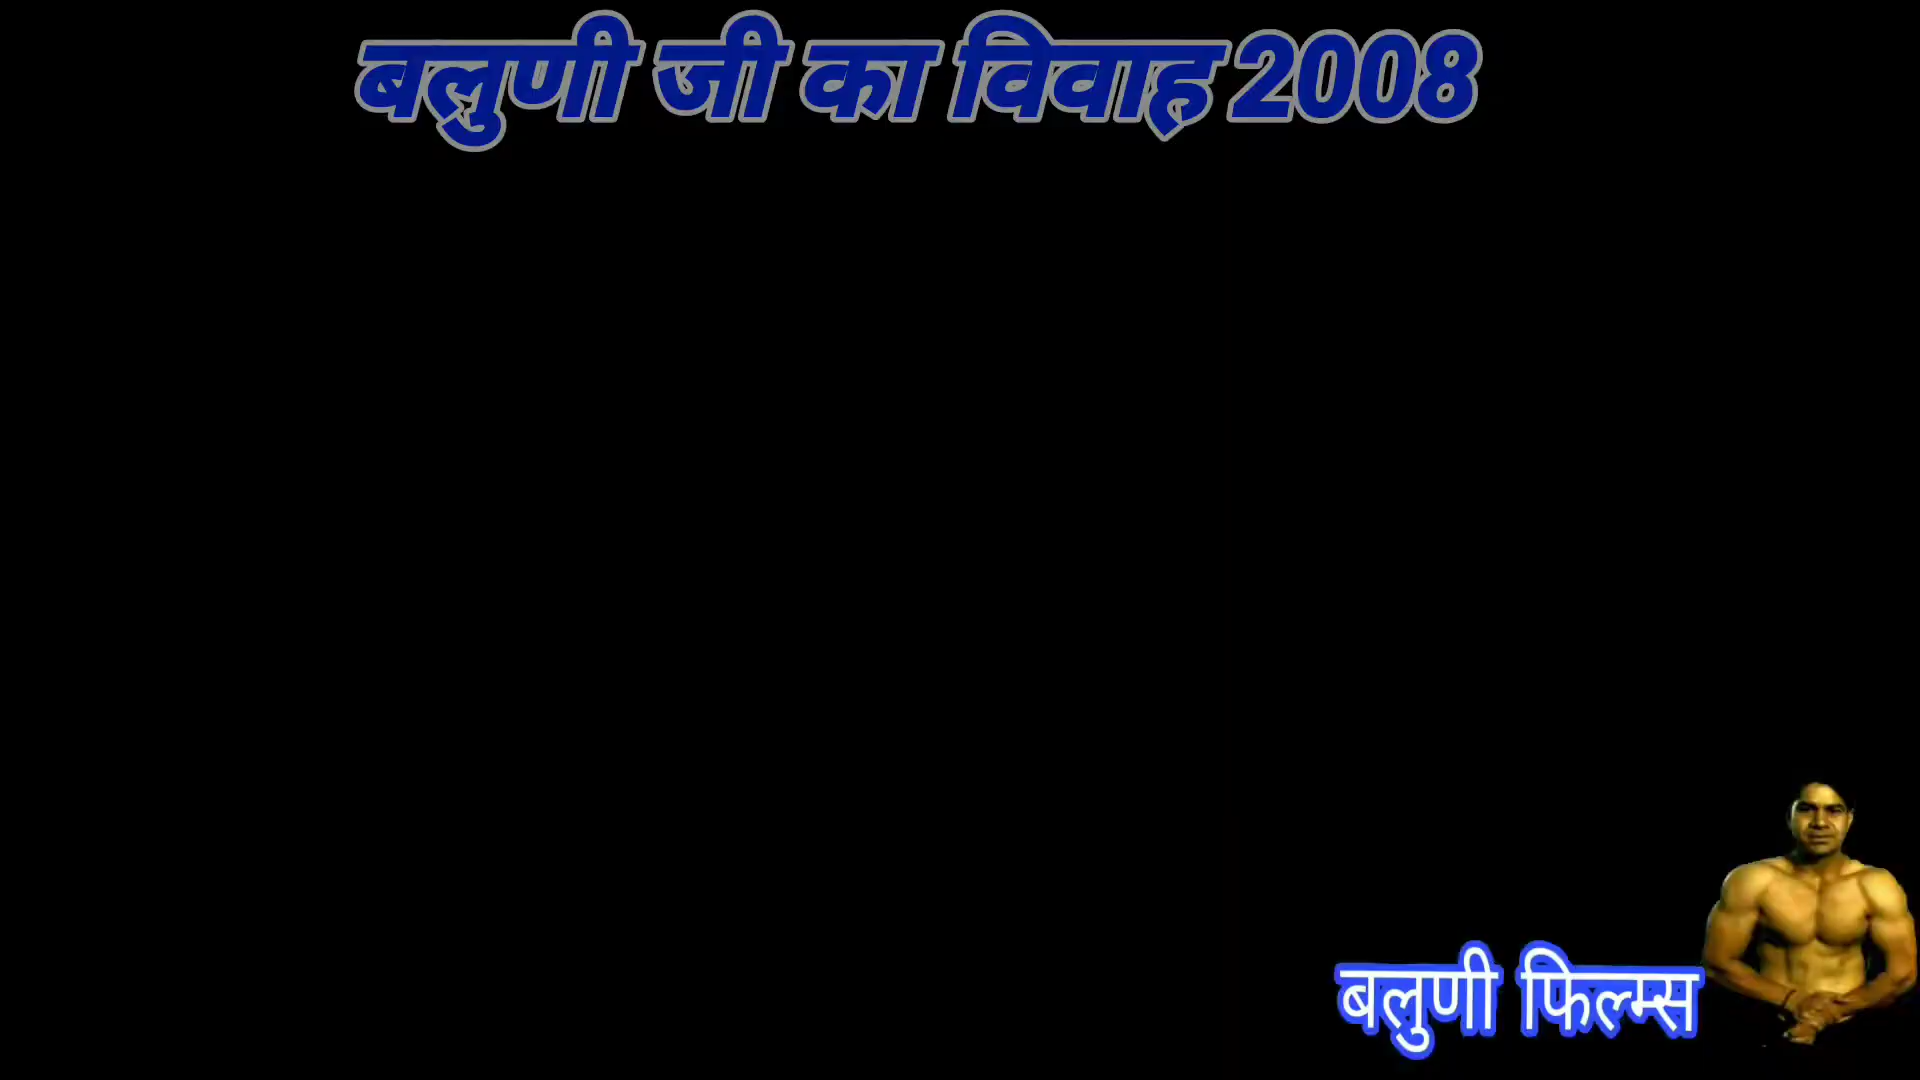 बलुणी जी का विवाह 2008
बलुणी फिल्म्स